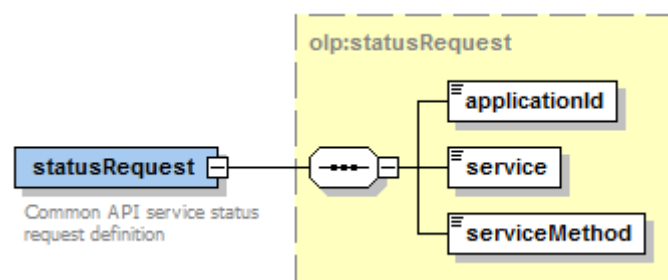 olp:statusRequest
applicationId
statusRequest
service
Common API service status
request definition
serviceMethod